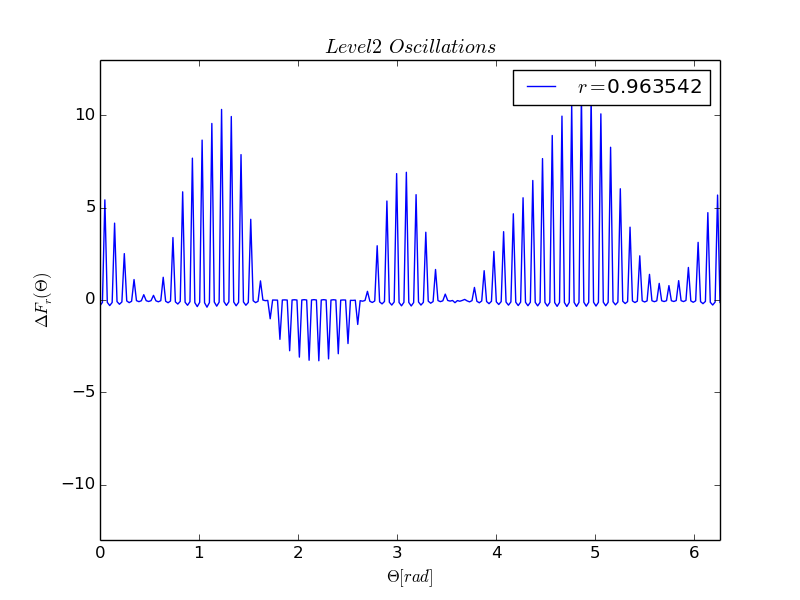 Level2 Oscillations
r=0.963542
10
5
0
−5
−10
ΔF_r(Θ)
0 1 2 3 4 5 6
Θ[rad]